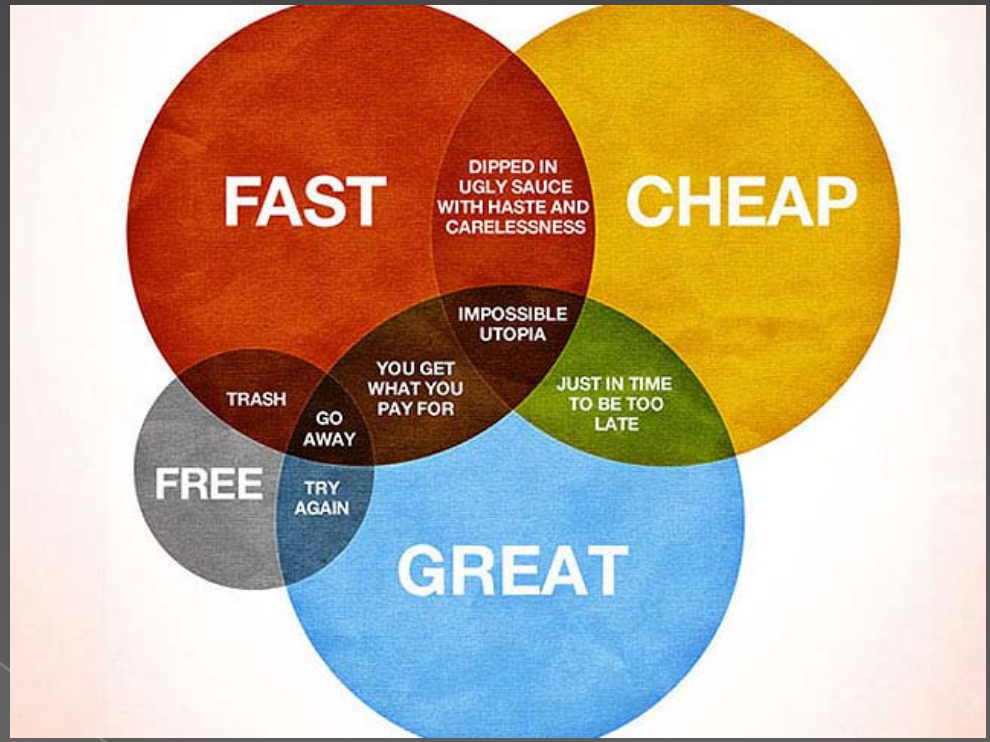 FAST
DIPPED IN
UGLY SAUCE
WITH HASTE AND
CARELESSNESS
CHEAP
IMPOSSIBLE
UTOPIA
YOU GET
WHAT YOU
PAY FOR
JUST IN TIME
TO BE TOO
LATE
TRASH
GO
AWAY
FREE
TRY
AGAIN
GREAT